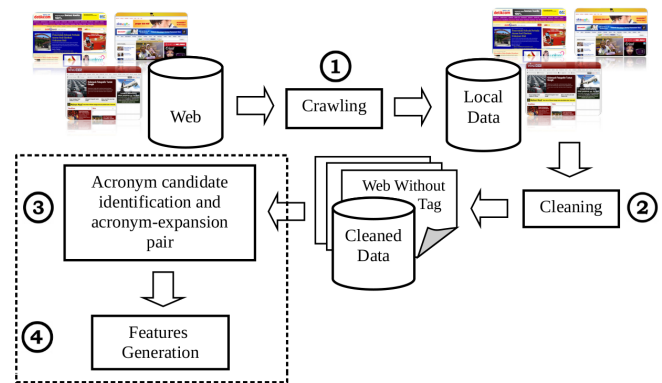 1
Web
Crawling
Local
Data
Web Without
Tag
Cleaned
Data
Cleaning
2
3
Acronym candidate
identification and
acronym-expansion
pair
4
Features
Generation